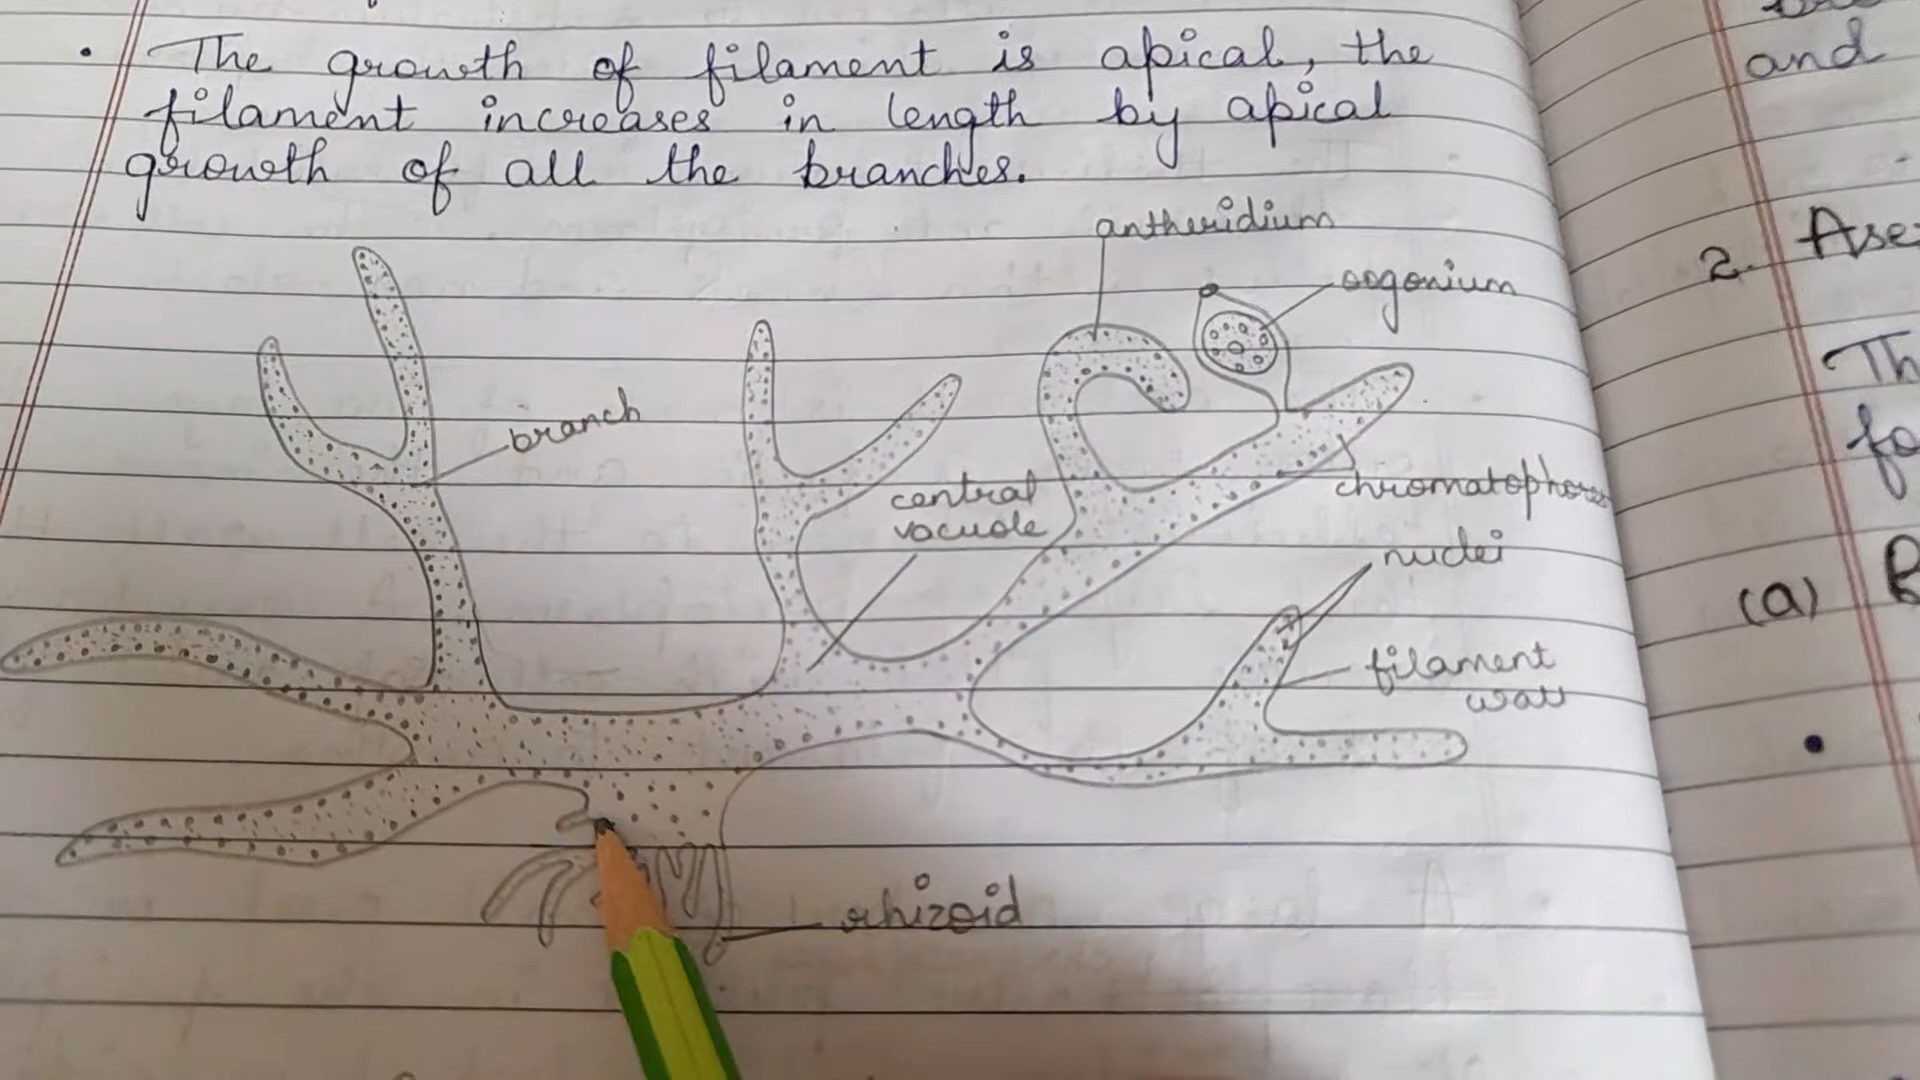 • The growth of filament is apical, the
filament increases in length by apical
growth of all the branches.
antheridium
oogonium
branch
central
vacuole
chromatophores
nuclei
filament
wall
rhizoid
and
2.
Th
fo
(a) B